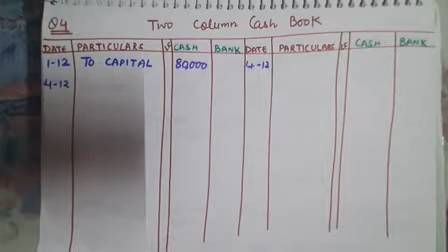 Q4 Two Column Cash Book
DATE PARTICULARS LF CASH BANK DATE PARTICULARS LF CASH BANK
1-12 TO CAPITAL 80000 4-12
4-12